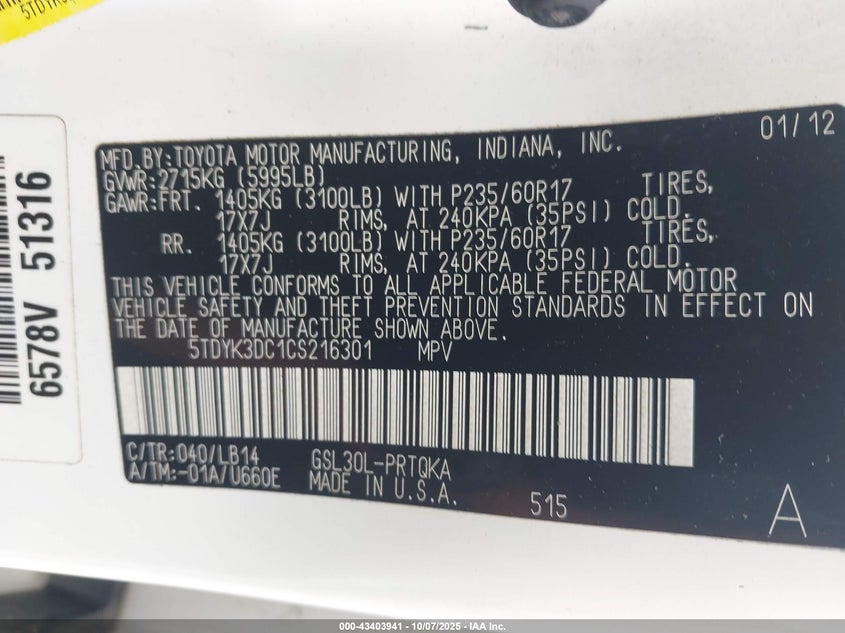 01/12
MFD.BY:TOYOTA MOTOR MANUFACTURING, INDIANA, INC.
GVWR:2715KG (5995LB)
GAWR:FRT. 1405KG (3100LB) WITH P235/60R17 TIRES,
17X7J RIMS, AT 240KPA (35PSI) COLD.
RR. 1405KG (3100LB) WITH P235/60R17 TIRES,
17X7J RIMS, AT 240KPA (35PSI) COLD.
THIS VEHICLE CONFORMS TO ALL APPLICABLE FEDERAL MOTOR
VEHICLE SAFETY AND THEFT PREVENTION STANDARDS IN EFFECT ON
THE DATE OF MANUFACTURE SHOWN ABOVE.
5TDYK3DC1CS216301 MPV
C/TR:040/LB14 GSL30L-PRTQKA
A/TM:-01A/U660E MADE IN U.S.A.
515
A
6578V 51316
000-43403941 - 10/07/2025 - IAA Inc.